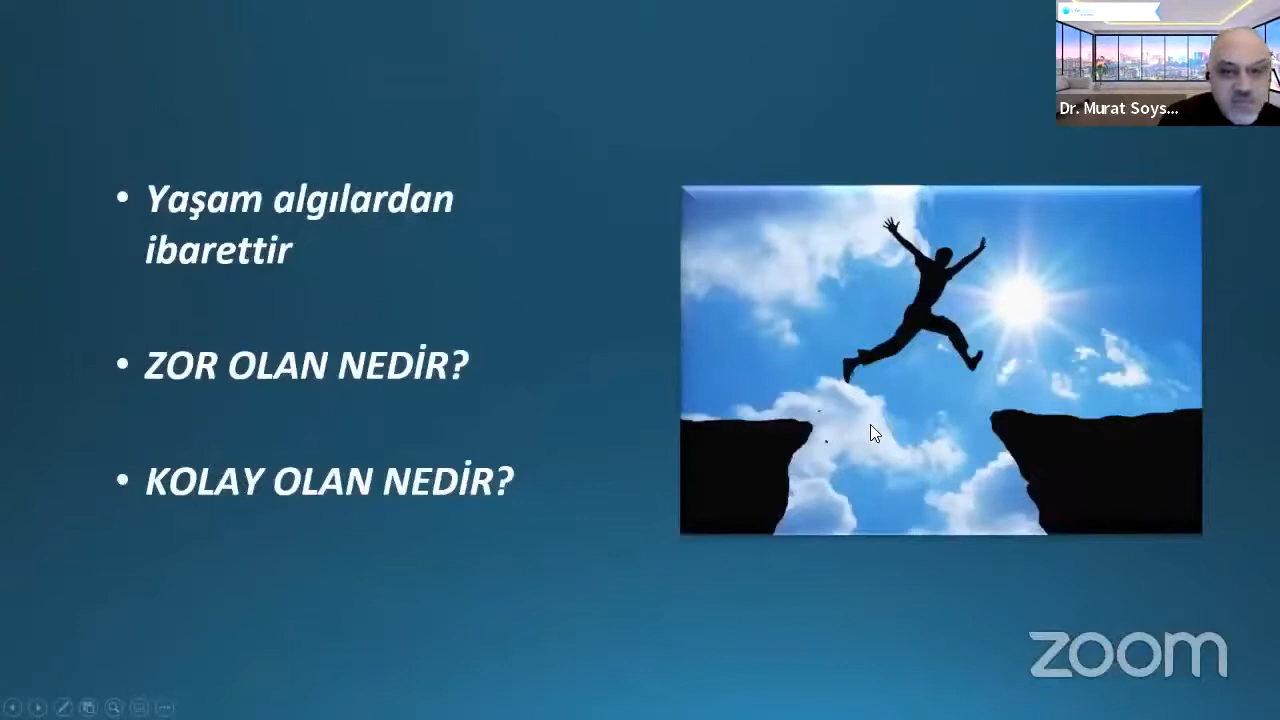 Dr. Murat Soys...
• Yaşam algılardan
ibarettir
• ZOR OLAN NEDİR?
• KOLAY OLAN NEDİR?
zoom